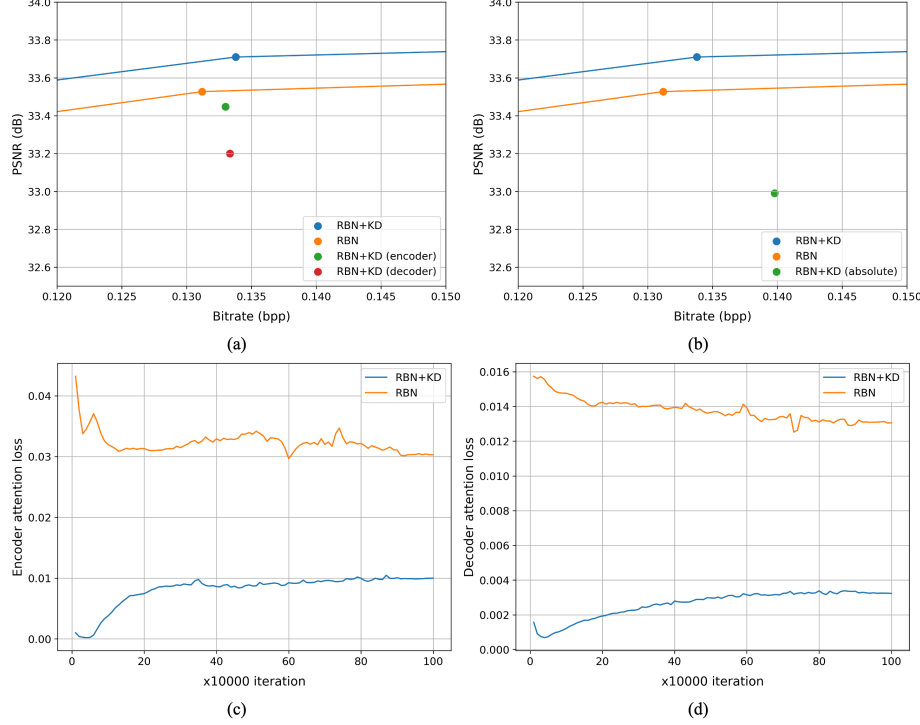 34.0
33.8
33.6
33.4
33.2
33.0
32.8
32.6
PSNR (dB)
RBN+KD
RBN
RBN+KD (encoder)
RBN+KD (decoder)
0.120 0.125 0.130 0.135 0.140 0.145 0.150
Bitrate (bpp)
(a)
34.0
33.8
33.6
33.4
33.2
33.0
32.8
32.6
PSNR (dB)
RBN+KD
RBN
RBN+KD (absolute)
0.120 0.125 0.130 0.135 0.140 0.145 0.150
Bitrate (bpp)
(b)
RBN+KD
RBN
0.04
0.03
0.02
0.01
0.00
Encoder attention loss
0 20 40 60 80 100
x10000 iteration
(c)
0.016
RBN+KD
RBN
0.014
0.012
0.010
0.008
0.006
0.004
0.002
0.000
Decoder attention loss
0 20 40 60 80 100
x10000 iteration
(d)